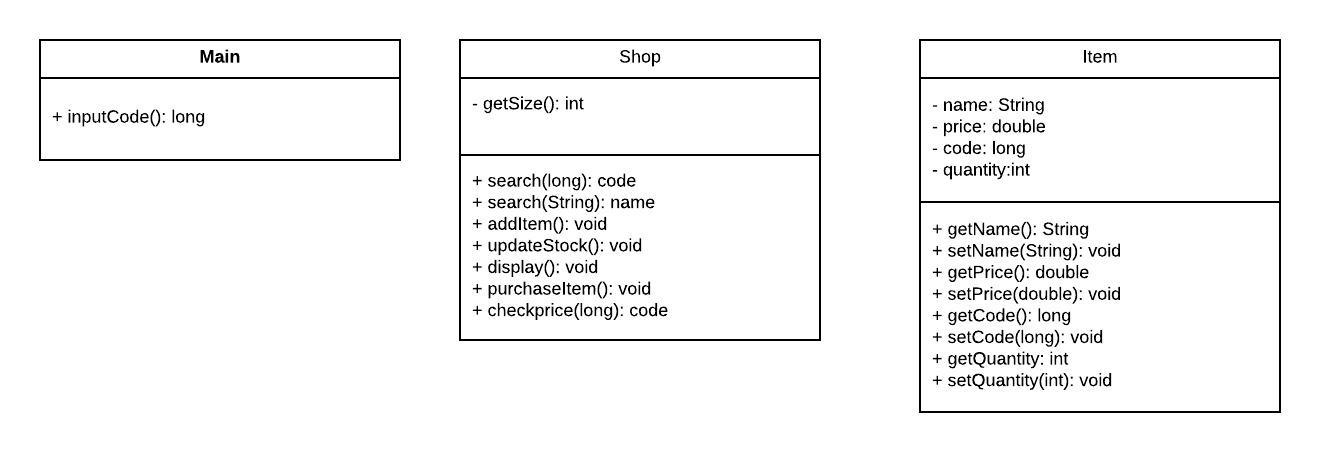 Main
+ inputCode(): long
Shop
- getSize(): int
+ search(long): code
+ search(String): name
+ addItem(): void
+ updateStock(): void
+ display(): void
+ purchaseItem(): void
+ checkprice(long): code
Item
- name: String
- price: double
- code: long
- quantity:int
+ getName(): String
+ setName(String): void
+ getPrice(): double
+ setPrice(double): void
+ getCode(): long
+ setCode(long): void
+ getQuantity: int
+ setQuantity(int): void